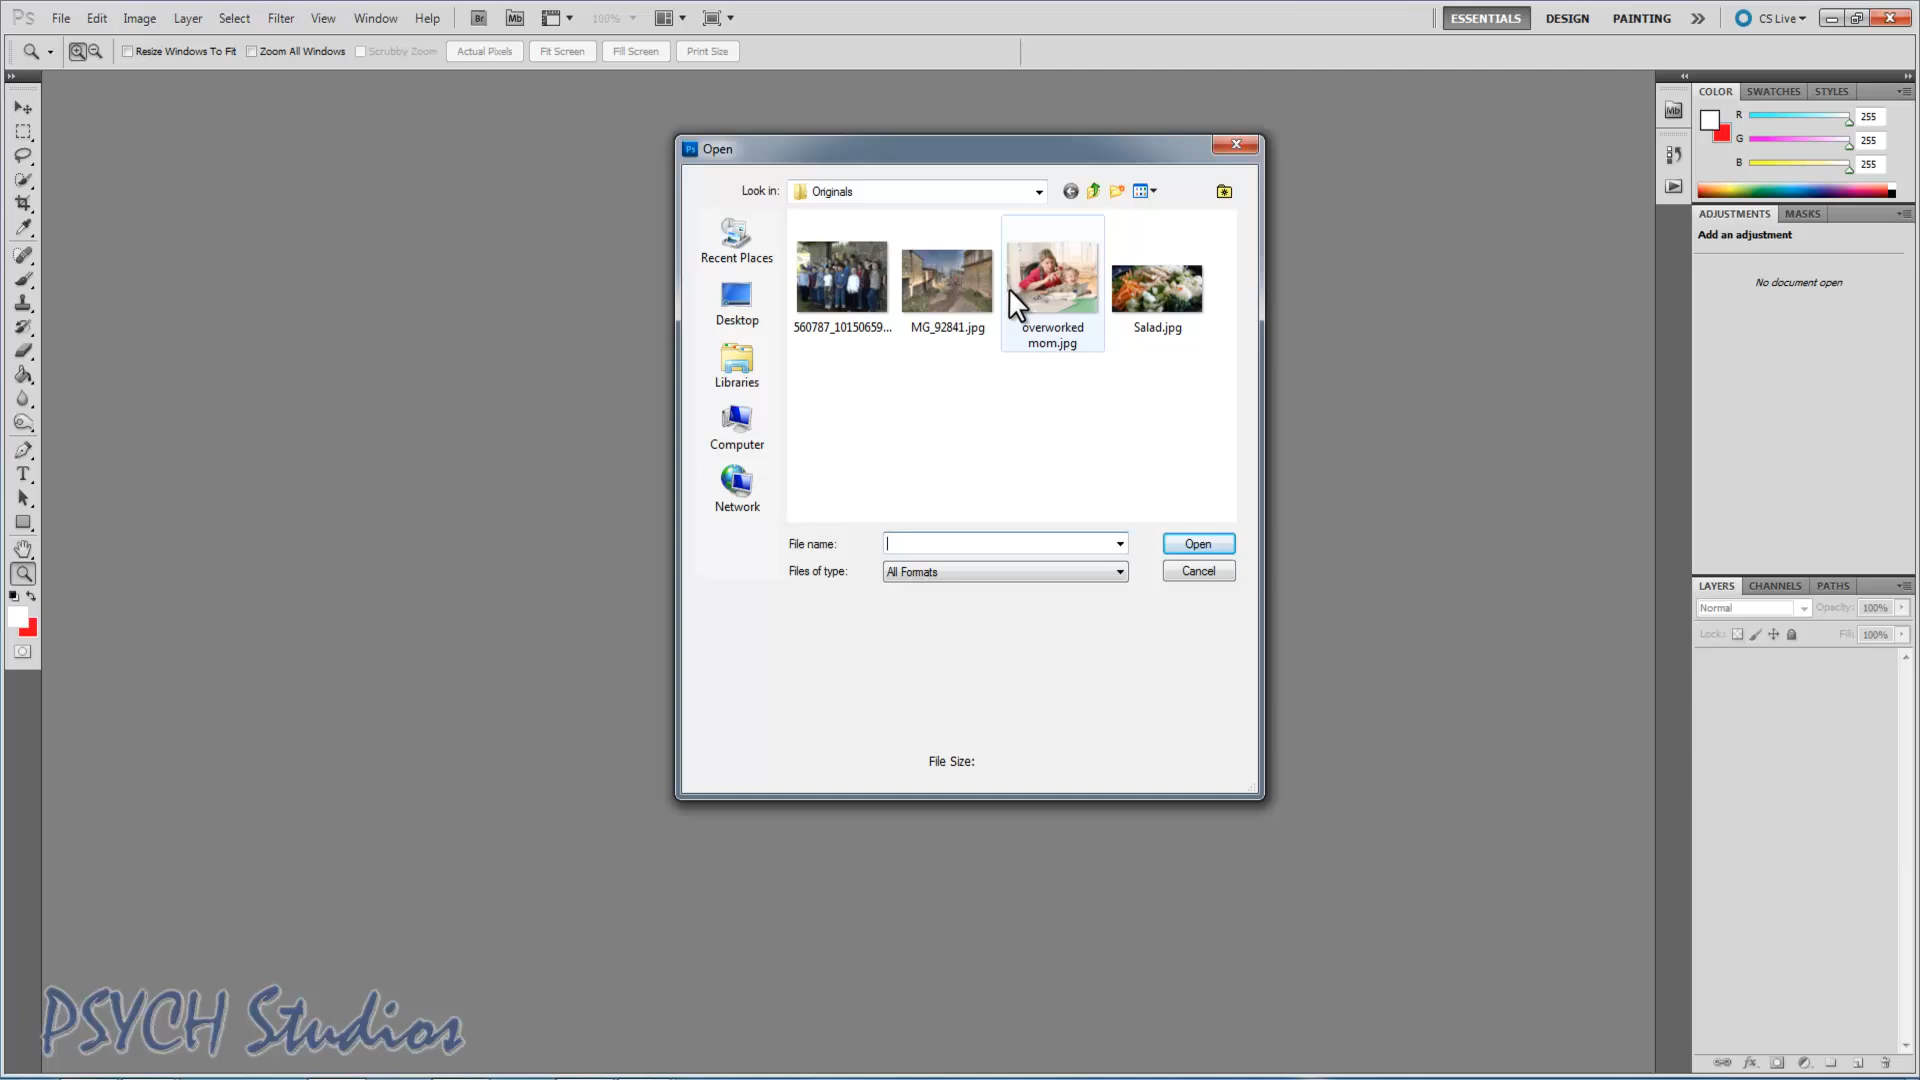 Ps File Edit Image Layer Select Filter View Window Help Br Mb 100% ESSENTIALS DESIGN PAINTING CS Live
Resize Windows To Fit Zoom All Windows Scrubby Zoom Actual Pixels Fit Screen Fill Screen Print Size
COLOR SWATCHES STYLES
Mb
R 255
G 255
B 255
ADJUSTMENTS MASKS
Add an adjustment
No document open
Ps Open
Look in: Originals
Recent Places
Desktop
Libraries
Computer
Network
560787_10150659...
MG_92841.jpg
overworked
mom.jpg
Salad.jpg
File name: Open
Files of type: All Formats Cancel
File Size:
T
LAYERS CHANNELS PATHS
Normal Opacity: 100%
Lock: Fill: 100%
fx
PSYCH Studios